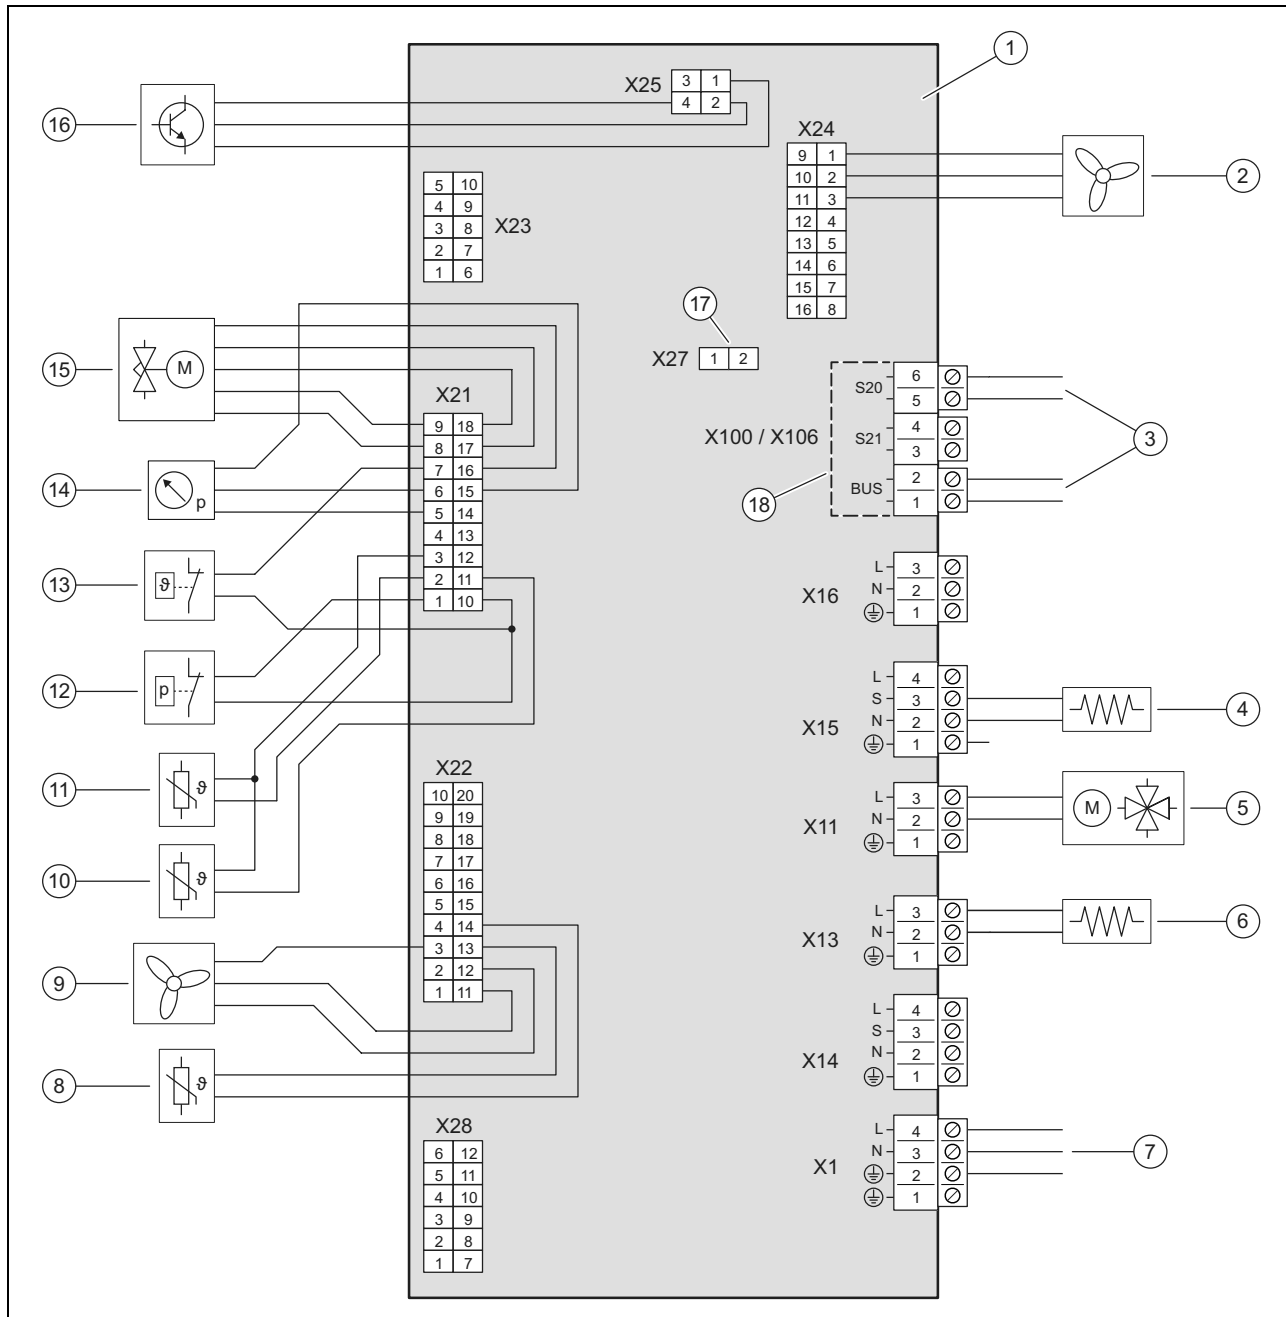 1
X25
3 1
4 2
16
X24
9 1
10 2
11 3
12 4
13 5
14 6
15 7
16 8
2
5 10
4 9
3 8
2 7
1 6
X23
17
X27
1 2
15
M
X21
9 18
8 17
7 16
6 15
5 14
4 13
3 12
2 11
1 10
X100 / X106
S20
6
5
S21
4
3
BUS
2
1
3
18
14
p
13
ϑ
12
p
X16
L 3
N 2
1
X15
L 4
S 3
N 2
1
4
11
ϑ
10
ϑ
X22
10 20
9 19
8 18
7 17
6 16
5 15
4 14
3 13
2 12
1 11
X11
L 3
N 2
1
M
5
X13
L 3
N 2
1
6
9
8
ϑ
X14
L 4
S 3
N 2
1
X28
6 12
5 11
4 10
3 9
2 8
1 7
X1
L 4
N 3
2
1
7